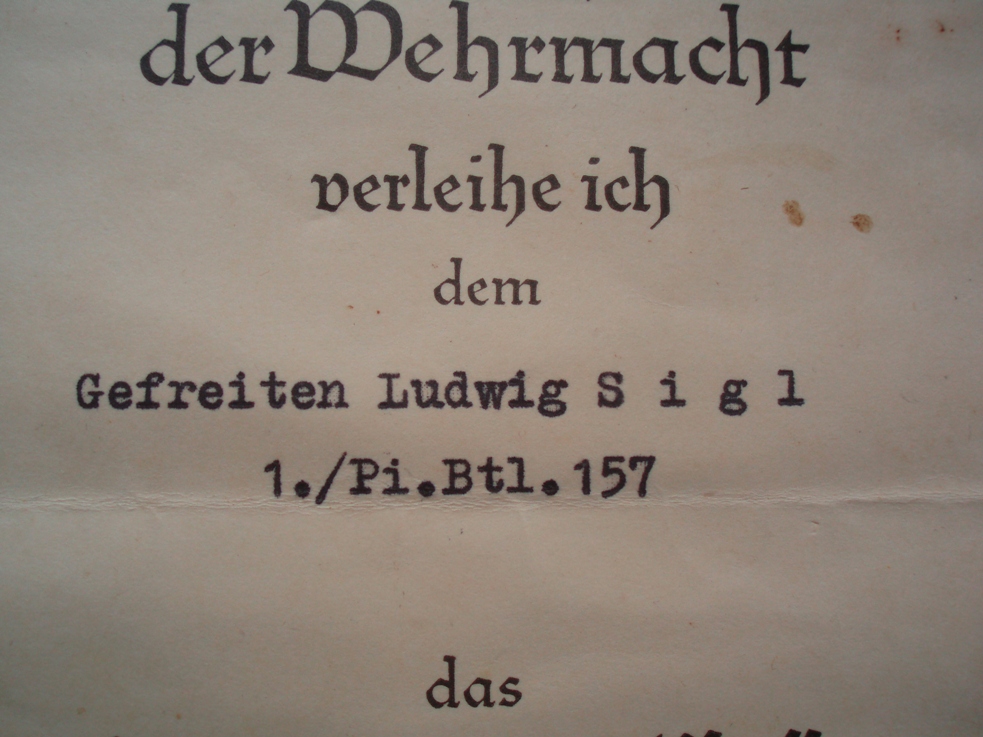 der Wehrmacht
verleihe ich
dem
Gefreiten Ludwig S i g l
1./Pi.Btl.157
das